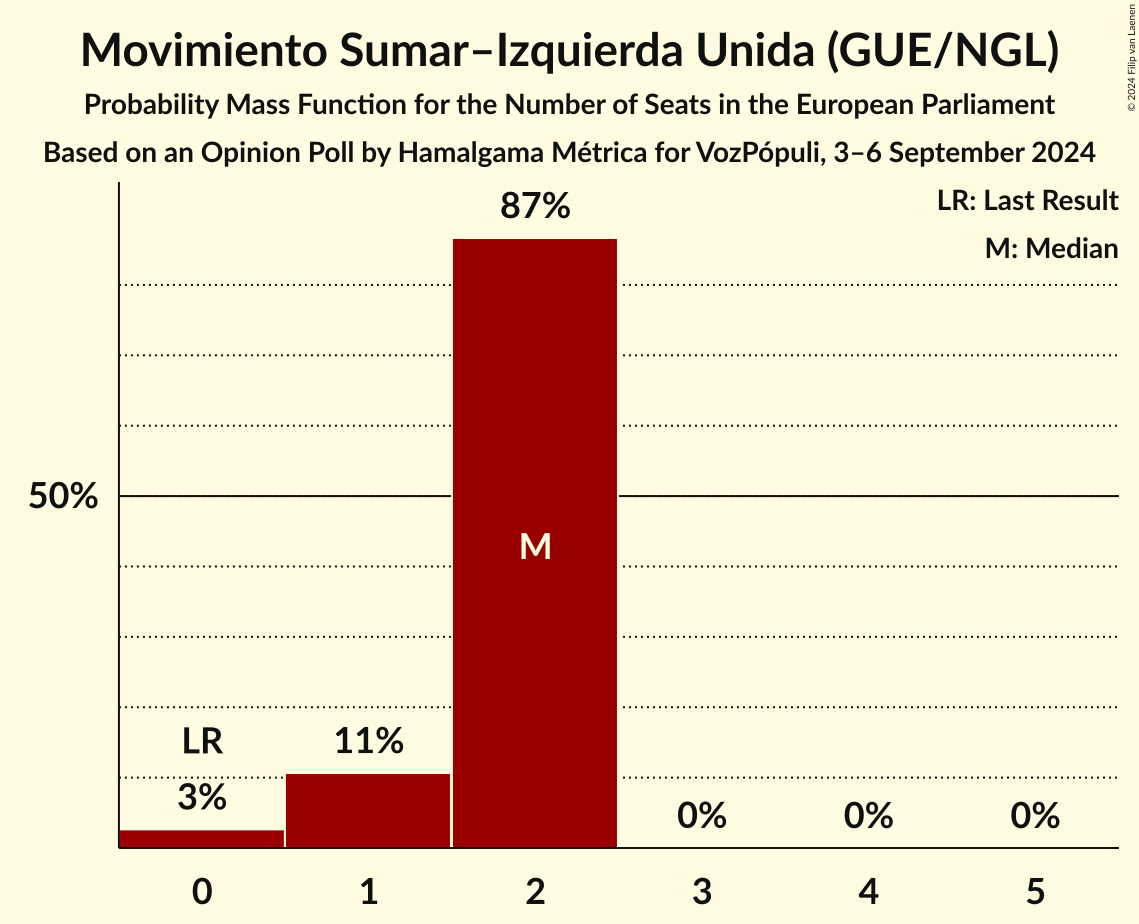 Movimiento Sumar–Izquierda Unida (GUE/NGL)
Probability Mass Function for the Number of Seats in the European Parliament
Based on an Opinion Poll by Hamalgama Métrica for VozPópuli, 3–6 September 2024
© 2024 Filip van Laenen
LR: Last Result
M: Median
87%
50%
M
LR
11%
3%
0%
0%
0%
0
1
2
3
4
5